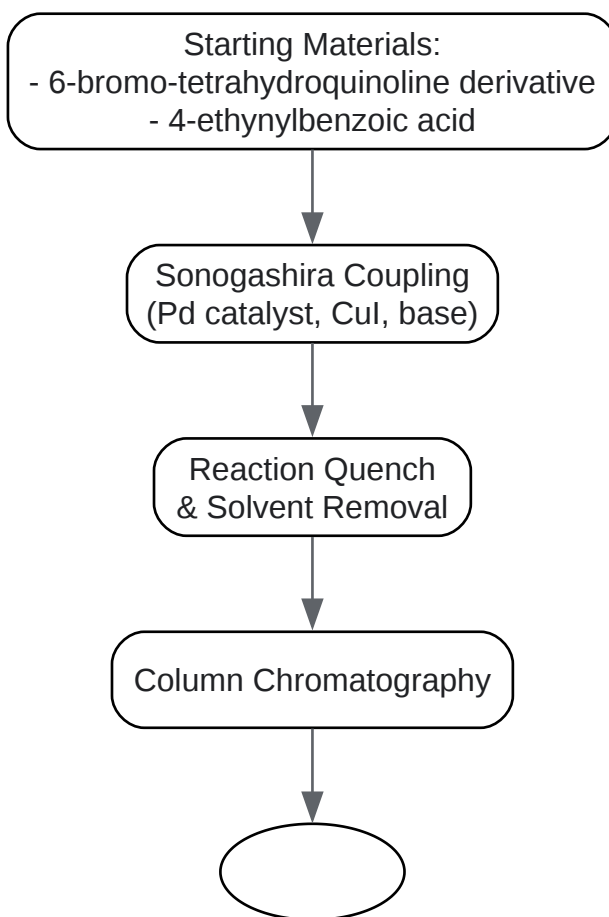 Starting Materials:
- 6-bromo-tetrahydroquinoline derivative
- 4-ethynylbenzoic acid
Sonogashira Coupling
(Pd catalyst, CuI, base)
Reaction Quench
& Solvent Removal
Column Chromatography